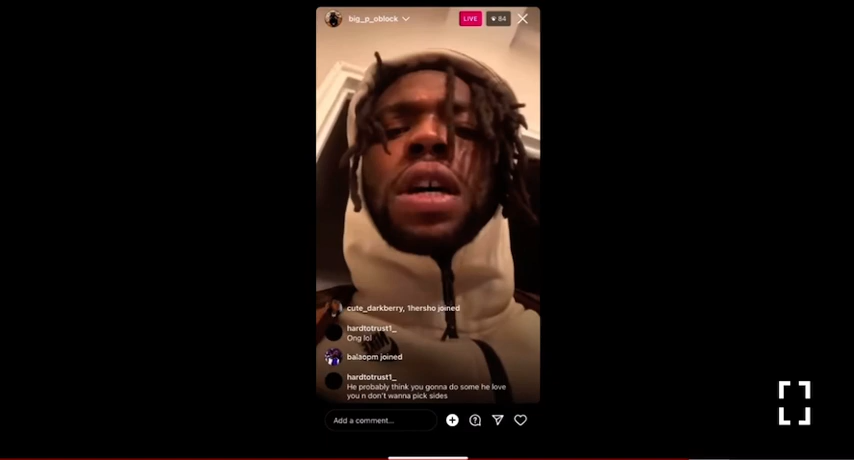 big_p_oblock
LIVE
84
cute_darkberry, 1hersho joined
hardtotrust1_
Ong lol
balaopm joined
hardtotrust1_
He probably think you gonna do some he love
you n don't wanna pick sides
Add a comment...